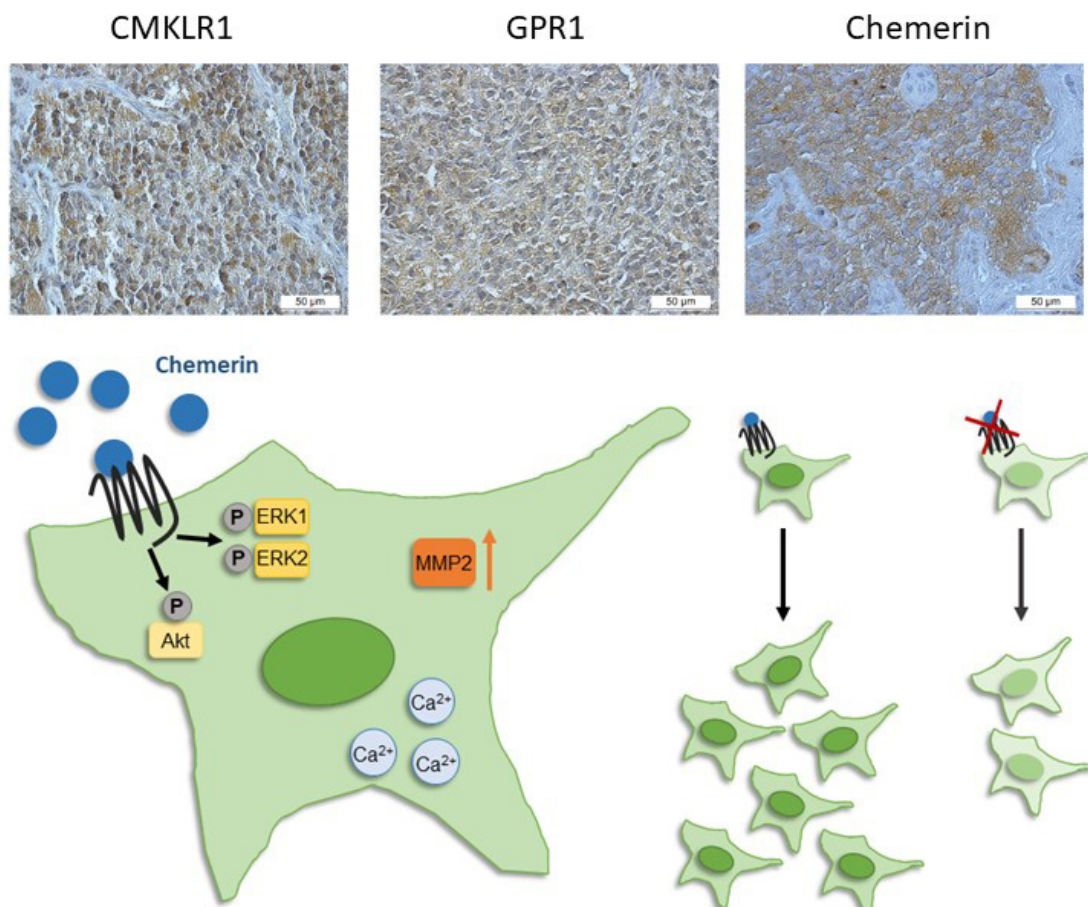 CMKLR1
GPR1
Chemerin
50 µm
50 µm
50 µm
Chemerin
P
ERK1
P
ERK2
MMP2
P
Akt
Ca²⁺
Ca²⁺
Ca²⁺